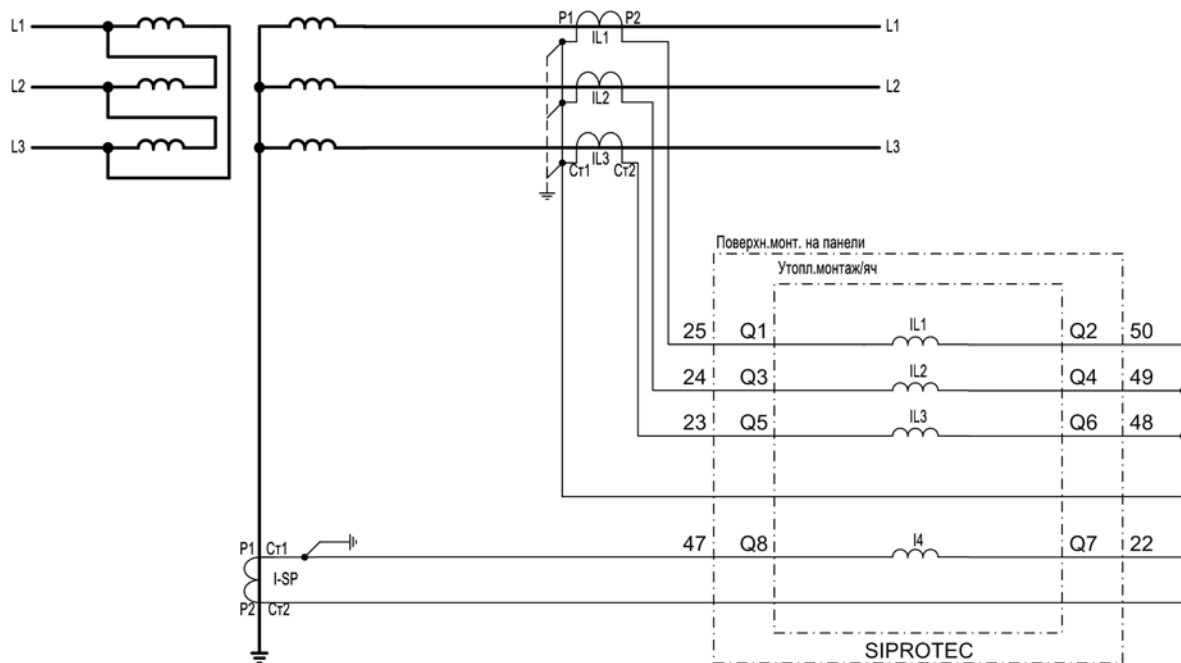 L1
P1 P2
L1
IL1
L2
L2
IL2
L3
L3
IL3
Ст1 Ст2
Поверхн.монт. на панели
Утопл.монтаж/яч
25 Q1 IL1 Q2 50
24 Q3 IL2 Q4 49
23 Q5 IL3 Q6 48
P1 Ст1
47 Q8 I4 Q7 22
I-SP
P2 Ст2
SIPROTEC